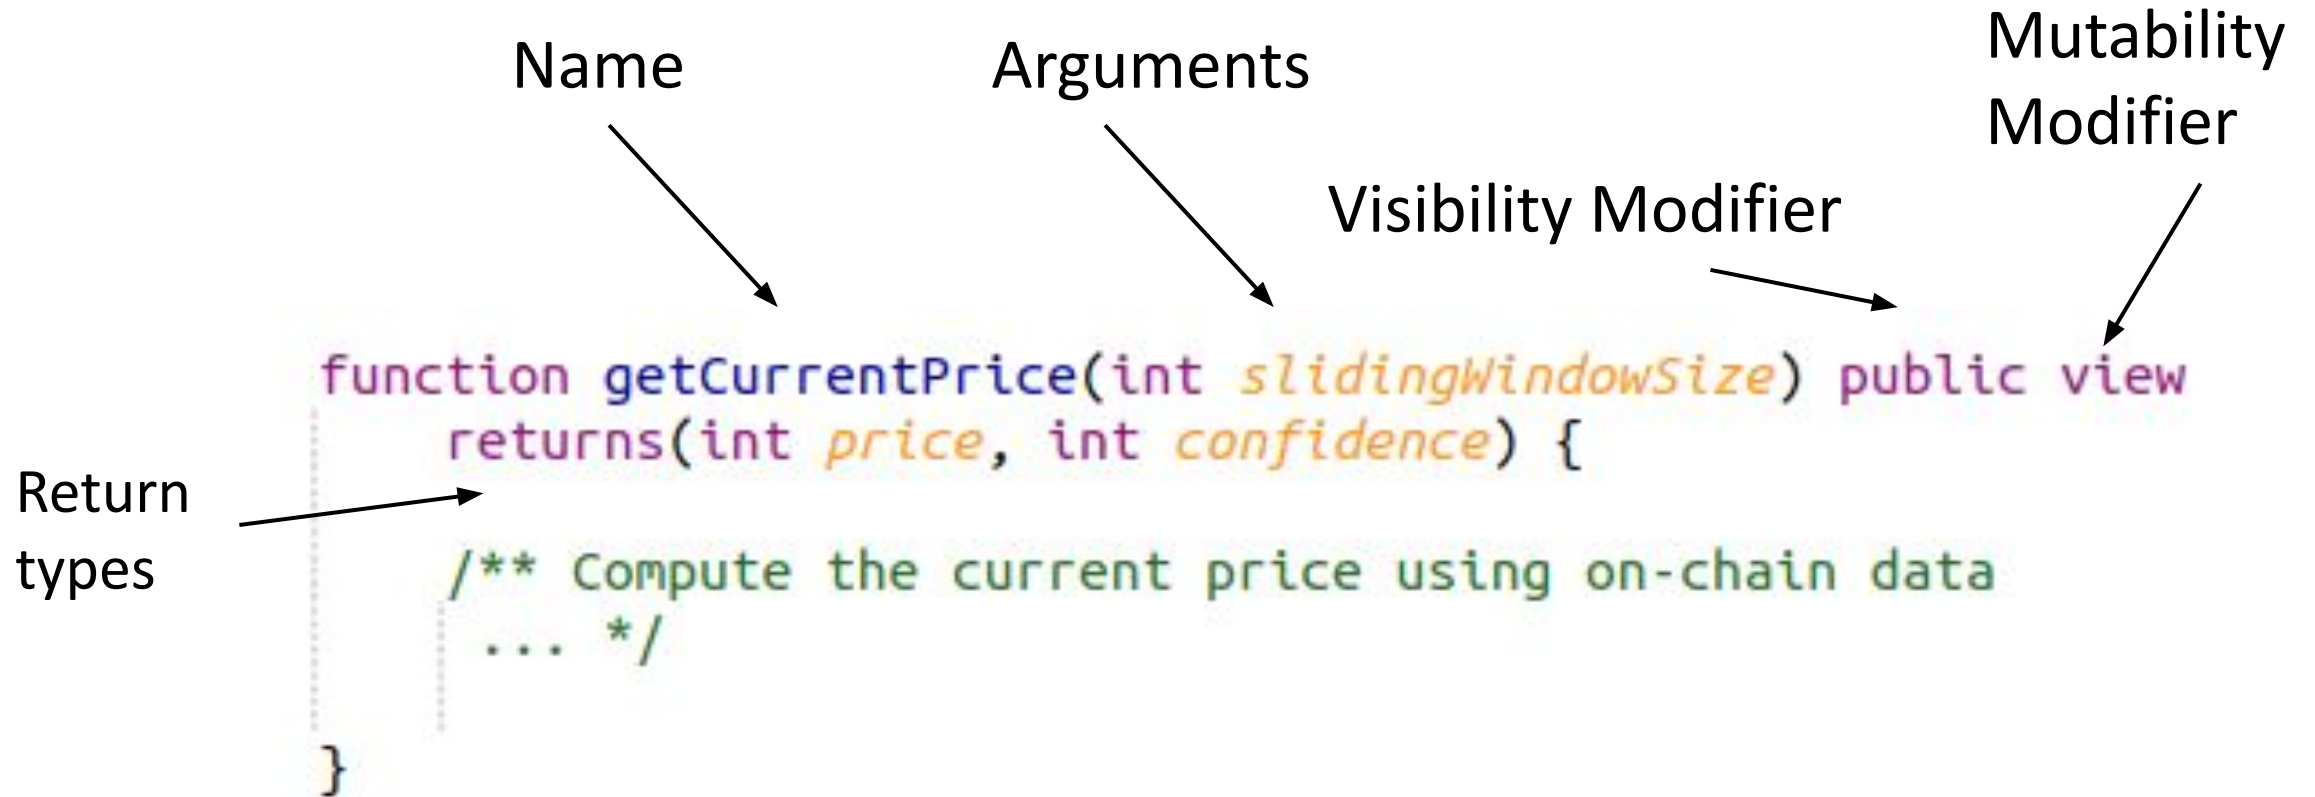 Name
Arguments
Mutability
Modifier
Visibility Modifier
function getCurrentPrice(int slidingWindowSize) public view
returns(int price, int confidence) {
Return
types
/** Compute the current price using on-chain data
... */
}